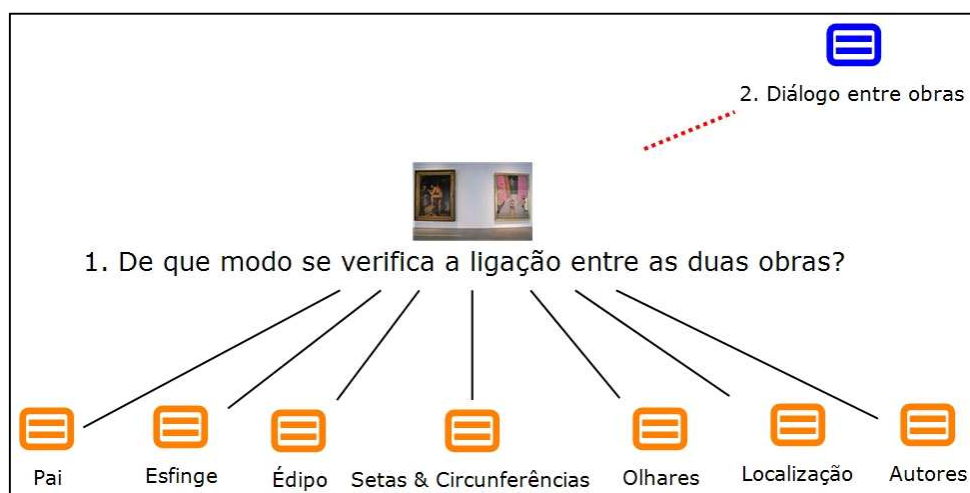 2. Diálogo entre obras
1. De que modo se verifica a ligação entre as duas obras?
Pai
Esfinge
Édipo
Setas & Circunferências
Olhares
Localização
Autores